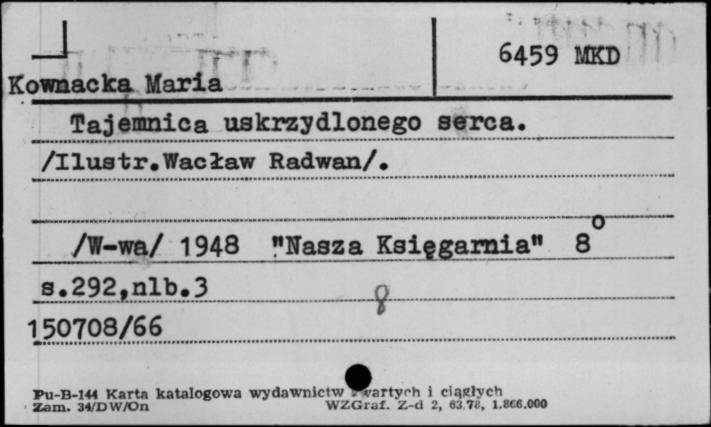 6459 MKD
Kownacka Maria
Tajemnica uskrzydlonego serca.
/Ilustr.Wacław Radwan/.
/W-wa/ 1948 "Nasza Księgarnia" 8°
s.292,nlb.3
8
150708/66
Pu-B-144 Karta katalogowa wydawnictw zwartych i ciągłych
Zam. 34/DW/On WZGraf. Z-d 2, 63.78, 1.866.000